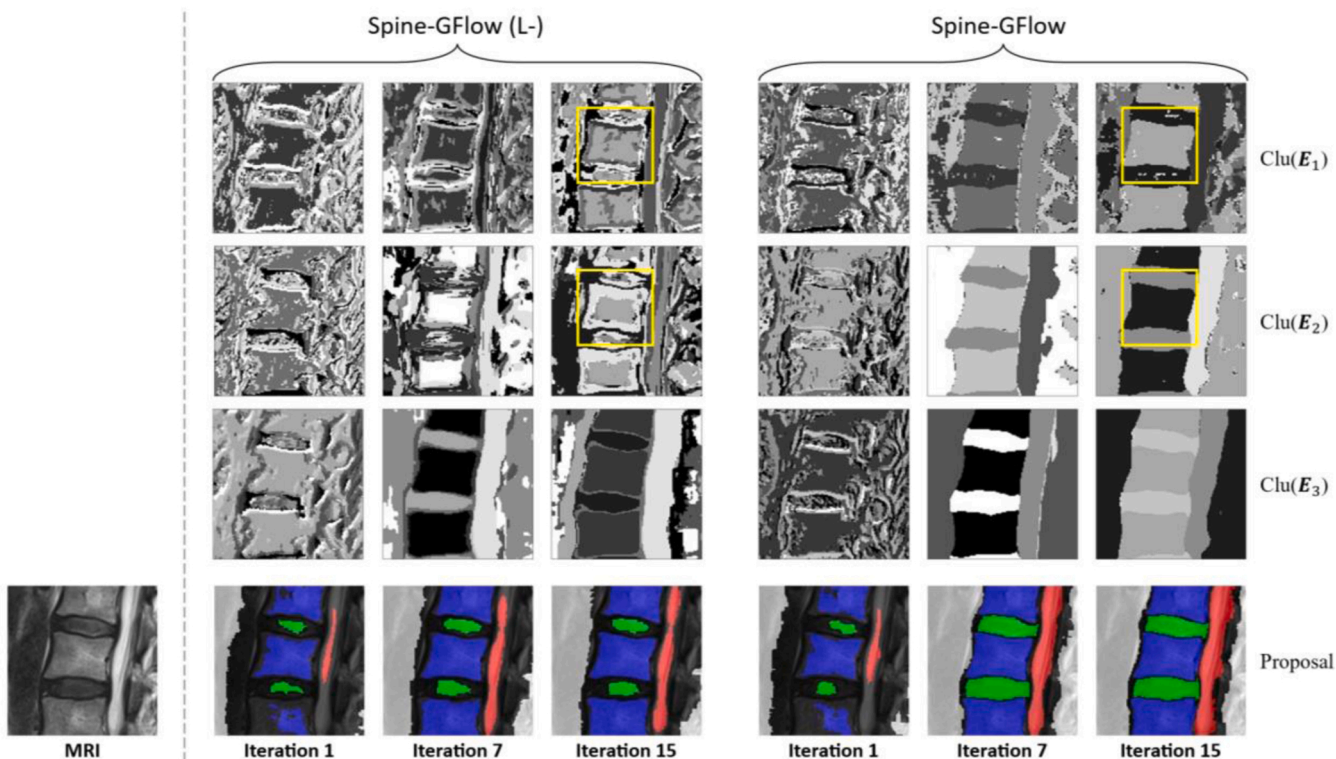 Spine-GFlow (L-) Spine-GFlow
Clu(E₁)
Clu(E₂)
Clu(E₃)
Proposal
MRI Iteration 1 Iteration 7 Iteration 15 Iteration 1 Iteration 7 Iteration 15